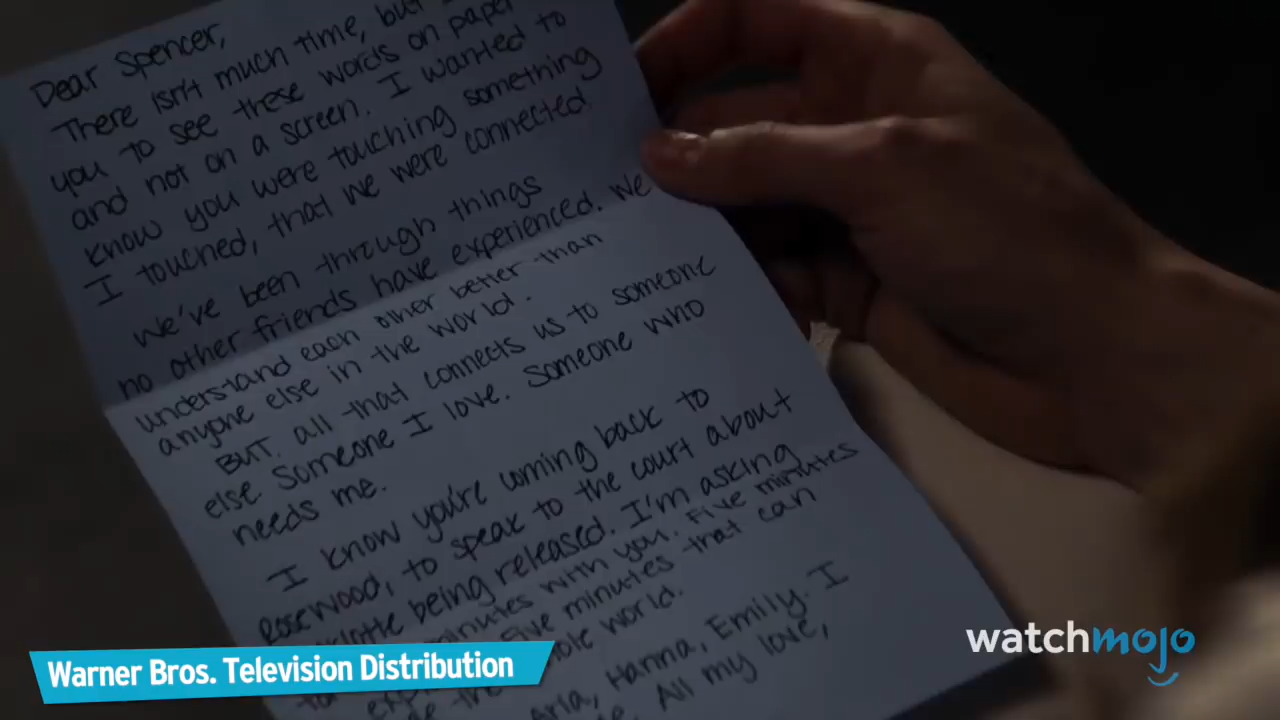 Dear Spencer,
There isn't much time, but
you to see these words on paper
and not on a screen. I wanted to
know you were touching something
I touched, that we were connected
We've been through things
no other friends have experienced. We
understand each other better than
anyone else in the world.
BUT, all that connects us to someone
else. Someone I love. Someone who
needs me.
I know you're coming back to
Rosewood, to speak to the court about
being released. I'm asking
minutes with you. Five minutes
Five minutes that can
whole world.
Aria, Hanna, Emily. I
All my love,
Warner Bros. Television Distribution
watchmojo